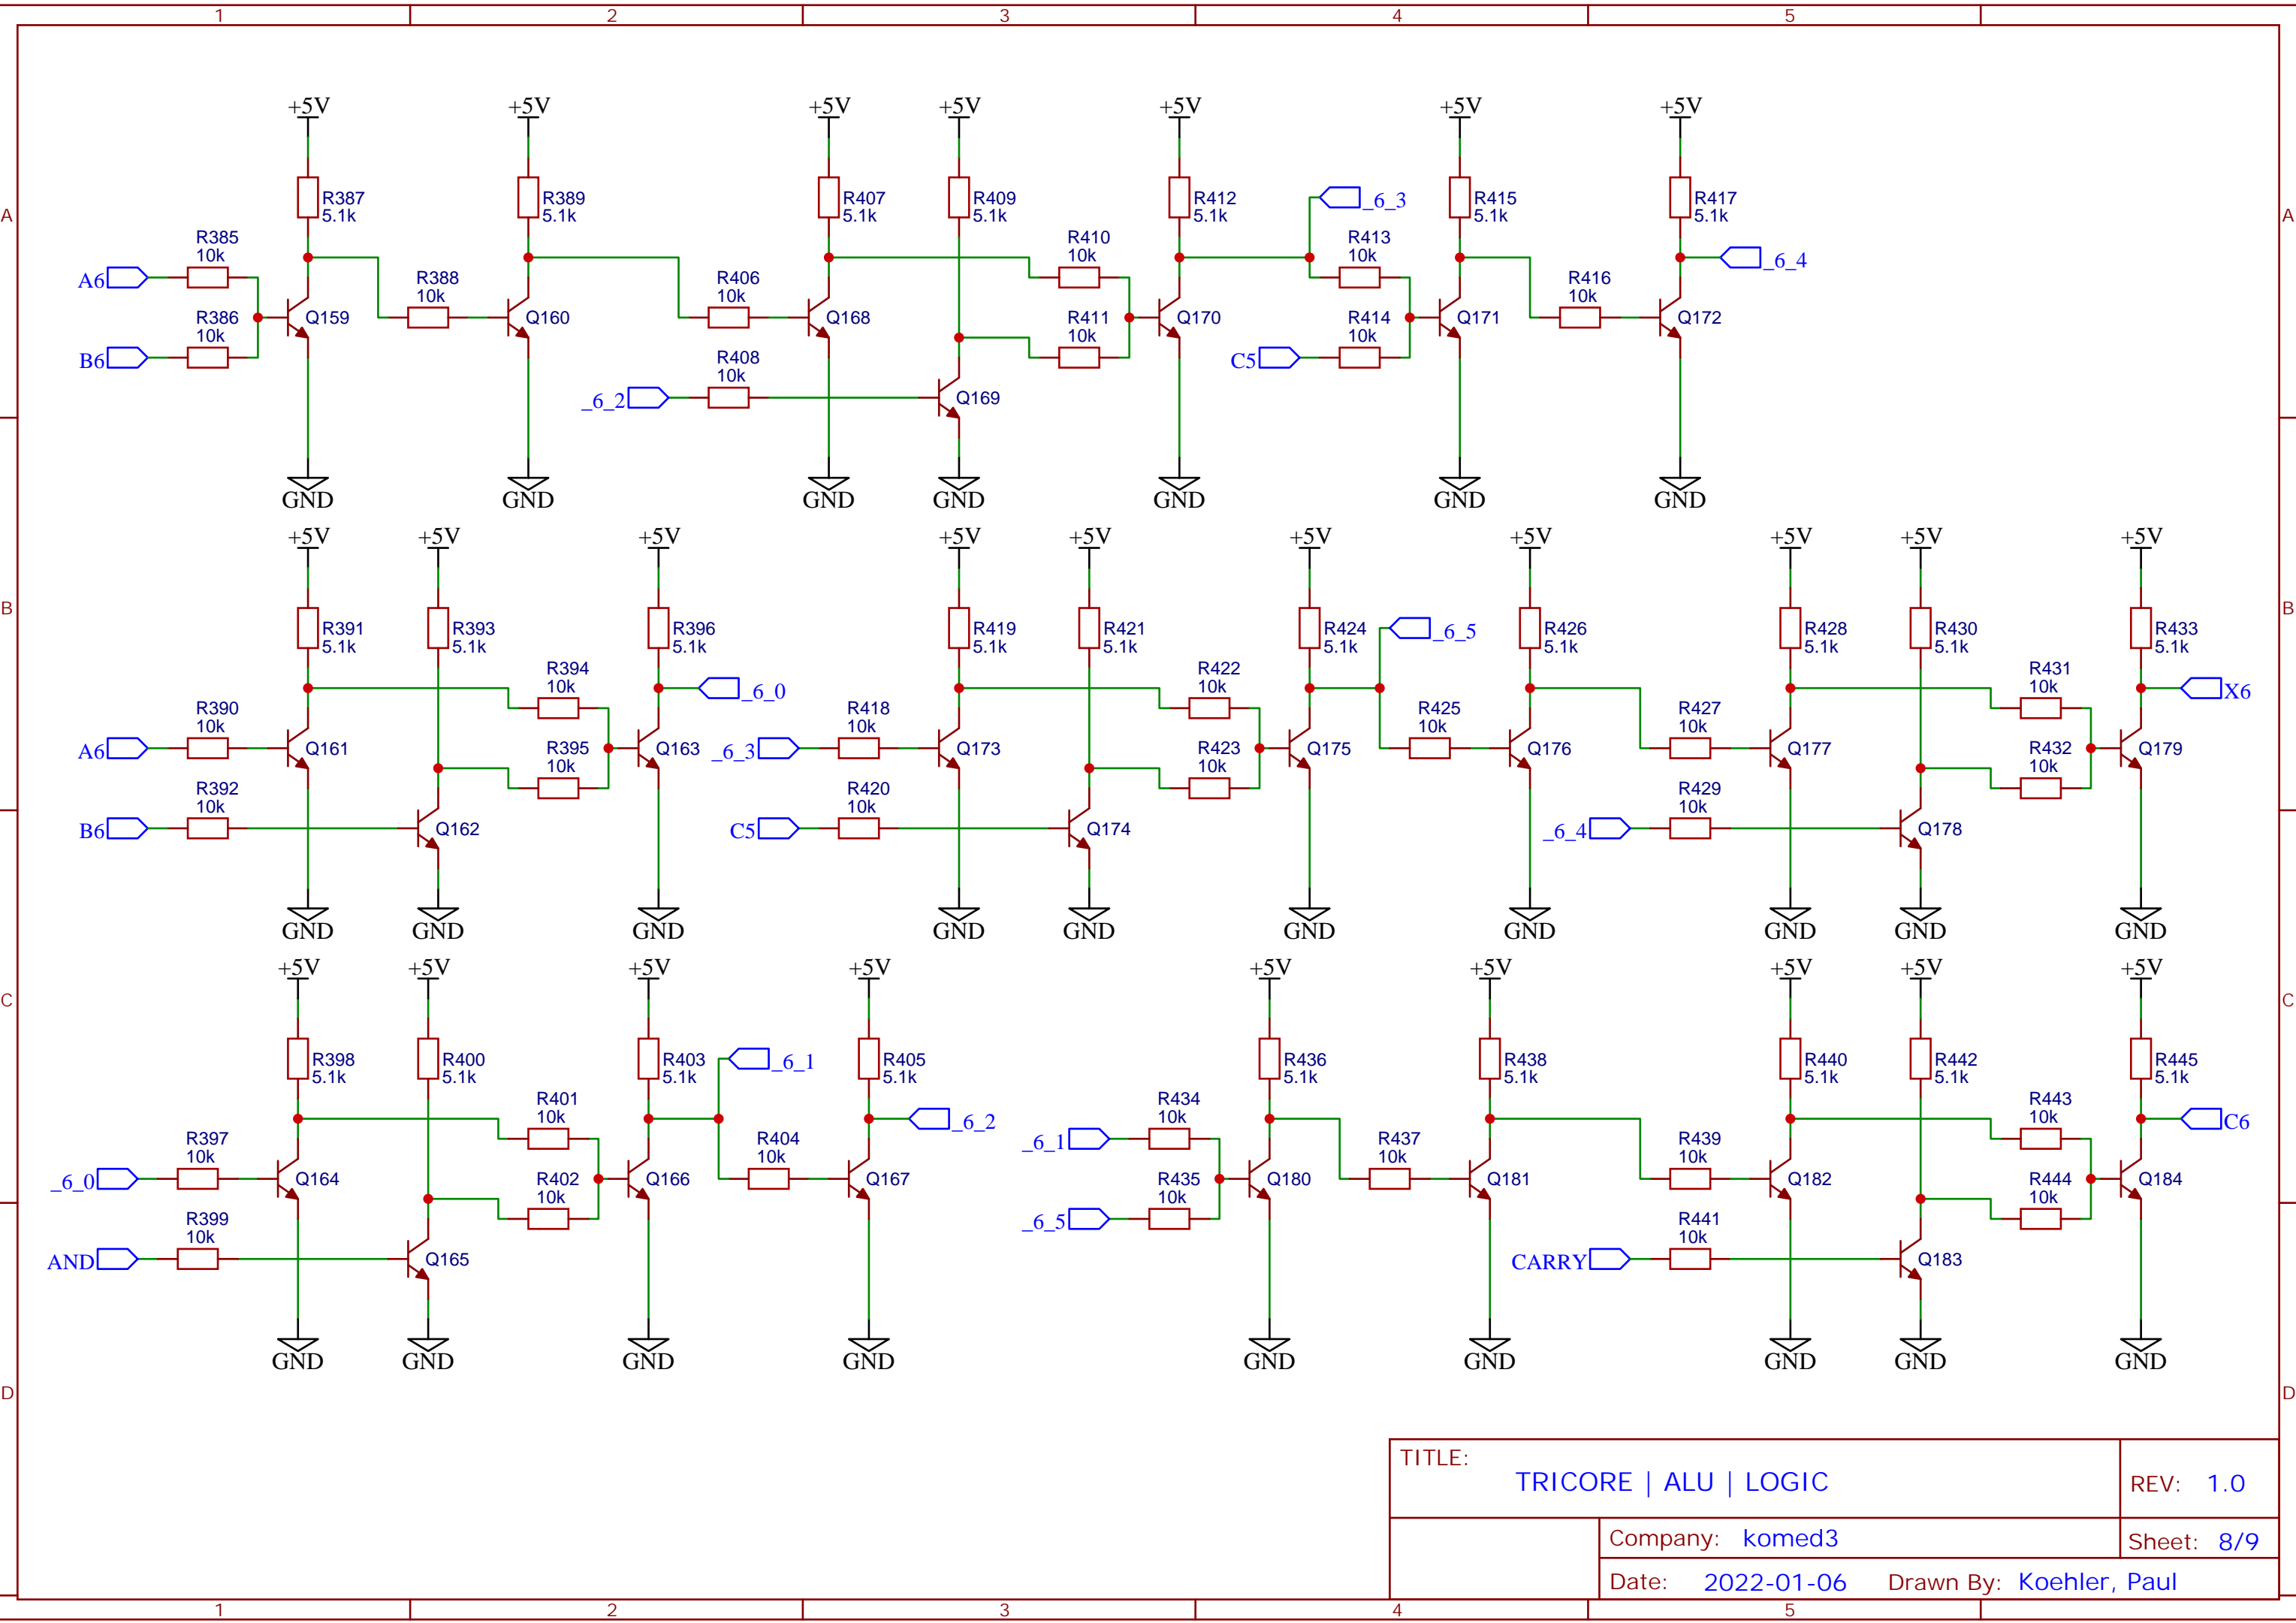 1 2 3 4 5
+5V +5V +5V +5V +5V +5V +5V
A A
R387 R389 R407 R409 R412 R415 R417
5.1k 5.1k 5.1k 5.1k 5.1k 5.1k 5.1k
_6_3
R385 R410 R413
10k 10k 10k
A6 R388 R406 R416 _6_4
10k 10k 10k
R386 R411 R414
10k 10k 10k
Q159 Q160 Q168 Q170 Q171 Q172
B6 R408 C5
10k
_6_2 Q169
GND GND GND GND GND GND GND
+5V +5V +5V +5V +5V +5V +5V +5V +5V +5V
B B
R391 R393 R396 R419 R421 R424 _6_5 R426 R428 R430 R433
5.1k 5.1k 5.1k 5.1k 5.1k 5.1k 5.1k 5.1k 5.1k 5.1k
R394 R422 R431
10k 10k 10k
_6_0 X6
R390 R418 R425 R427
10k 10k 10k 10k
R395 R423 R432
10k 10k 10k
A6 Q161 Q163 _6_3 Q173 Q175 Q176 Q177 Q179
R392 R420 R429
10k 10k 10k
B6 Q162 C5 Q174 _6_4 Q178
GND GND GND GND GND GND GND GND GND GND
+5V +5V +5V +5V +5V +5V +5V +5V +5V
C C
R398 R400 R403 _6_1 R405 R436 R438 R440 R442 R445
5.1k 5.1k 5.1k 5.1k 5.1k 5.1k 5.1k 5.1k 5.1k
R401 R434 R443
10k 10k 10k
_6_2 C6
R397 R404 _6_1 R437 R439
10k 10k 10k 10k
R402 R435 R444
10k 10k 10k
_6_0 Q164 Q166 Q167 Q180 Q181 Q182 Q184
R399 _6_5 R441
10k 10k
AND Q165 CARRY Q183
GND GND GND GND GND GND GND GND GND
D D
TITLE:
TRICORE | ALU | LOGIC
REV: 1.0
Company: komed3
Sheet: 8/9
Date: 2022-01-06 Drawn By: Koehler, Paul
1 2 3 4 5